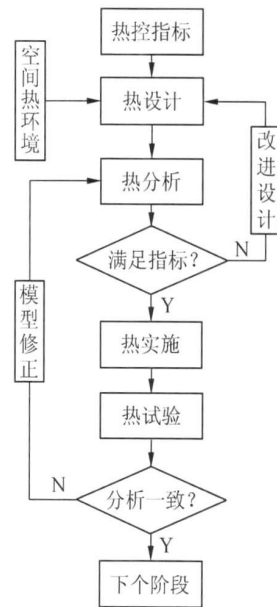 热控指标
空间热环境
热设计
改进设计
热分析
满足指标？
N
Y
模型修正
热实施
热试验
N
分析一致？
Y
下个阶段